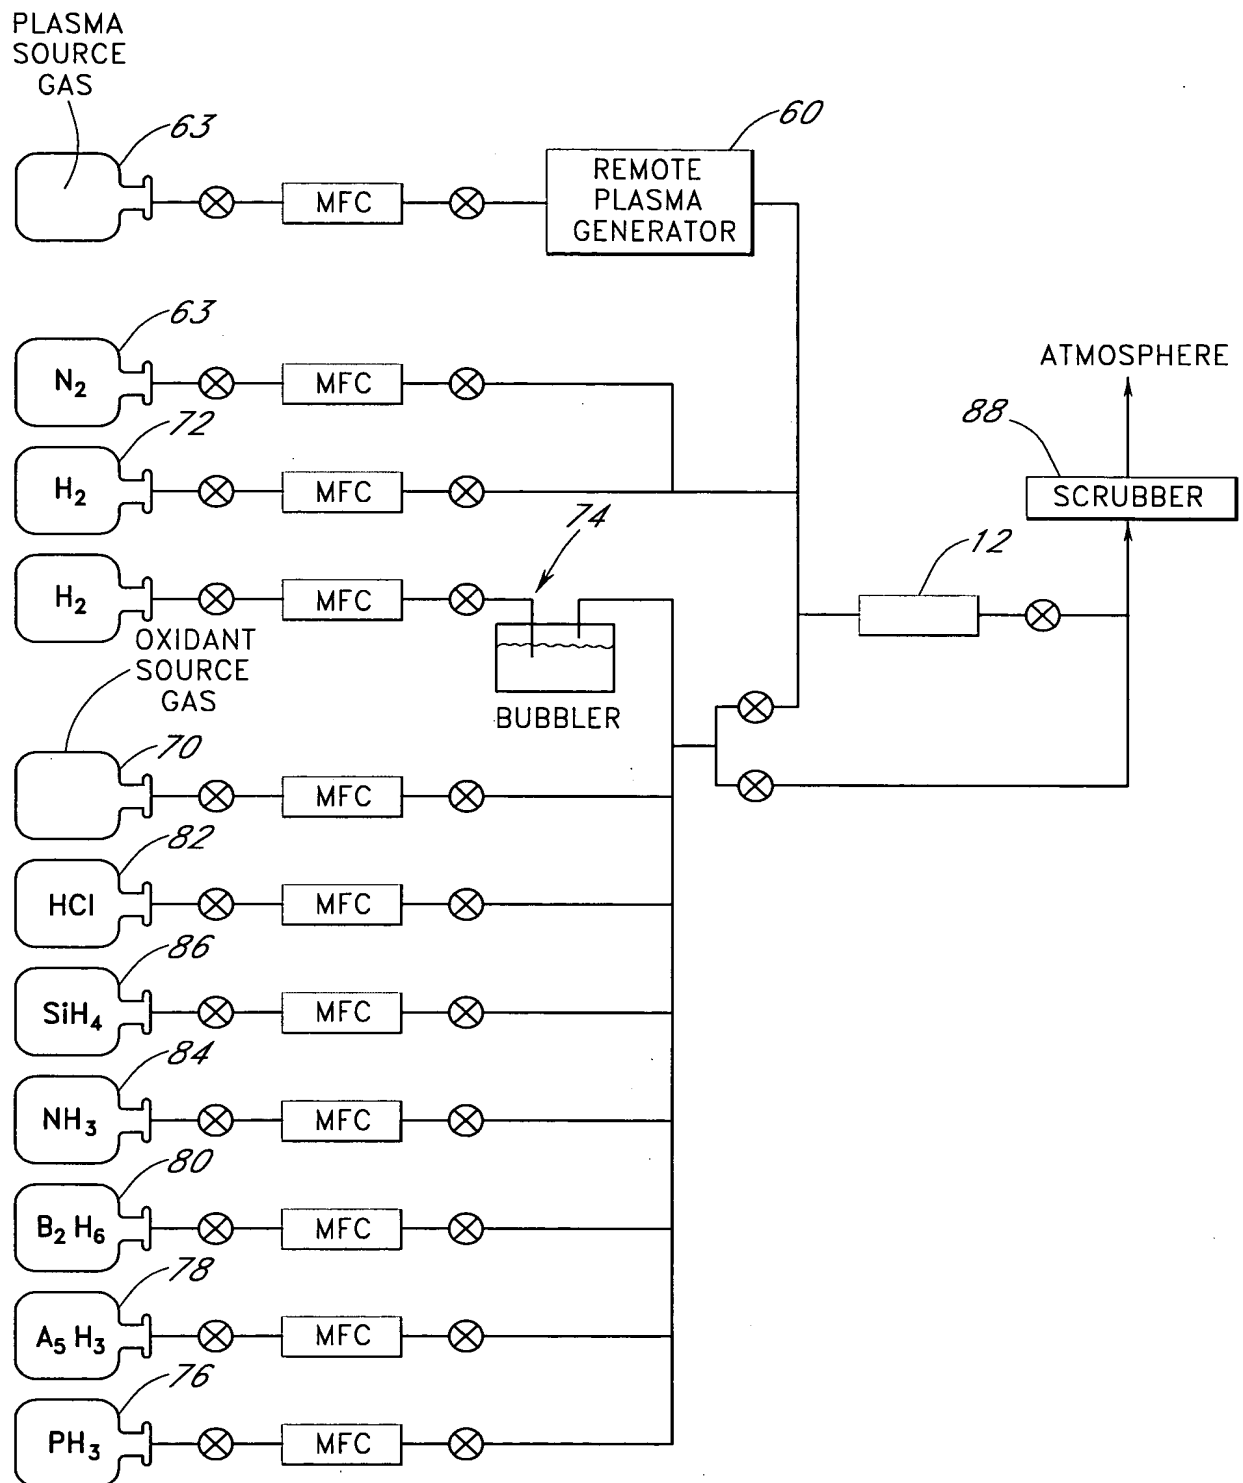 PLASMA
SOURCE
GAS
63
60
MFC
REMOTE
PLASMA
GENERATOR
63
N₂
MFC
ATMOSPHERE
72
H₂
MFC
88
SCRUBBER
74
12
H₂
MFC
OXIDANT
SOURCE
GAS
BUBBLER
70
MFC
82
HCl
MFC
86
SiH₄
MFC
84
NH₃
MFC
80
B₂ H₆
MFC
78
A₅ H₃
MFC
76
PH₃
MFC